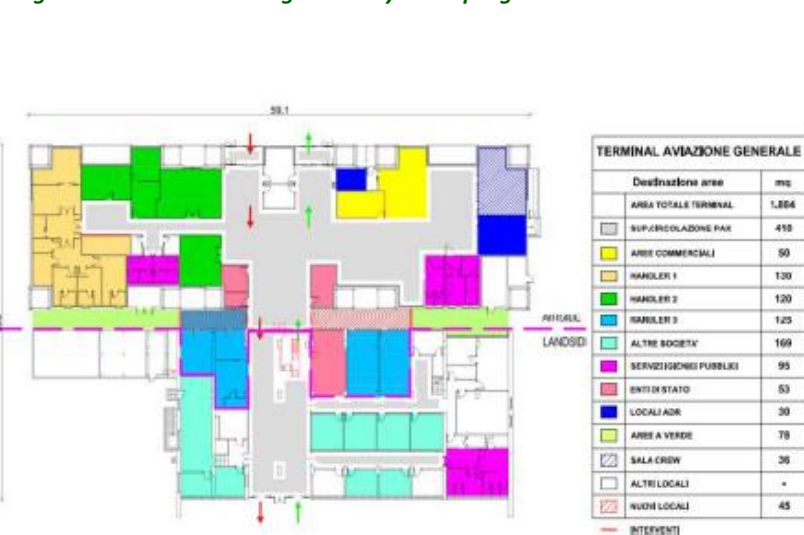 59.1
AIRSIDE
LANDSID
TERMINAL AVIAZIONE GENERALE
Destinazione aree mq
AREA TOTALE TERMINAL 1.884
SUP.CIRCOLAZIONE PAX 410
AREE COMMERCIALI 50
HANDLER 1 130
HANDLER 2 120
HANDLER 3 125
ALTRE SOCIETA' 169
SERVIZI IGIENICI PUBBLICI 95
ENTI DI STATO 53
LOCALI ADR 30
AREE A VERDE 78
SALA CREW 36
ALTRI LOCALI -
NUOVI LOCALI 45
INTERVENTI